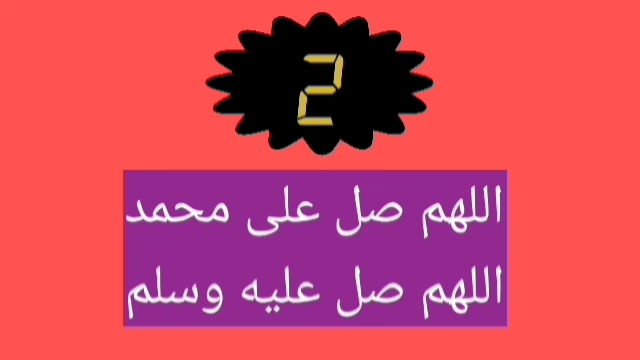 2
اللهم صل على محمد
اللهم صل عليه وسلم